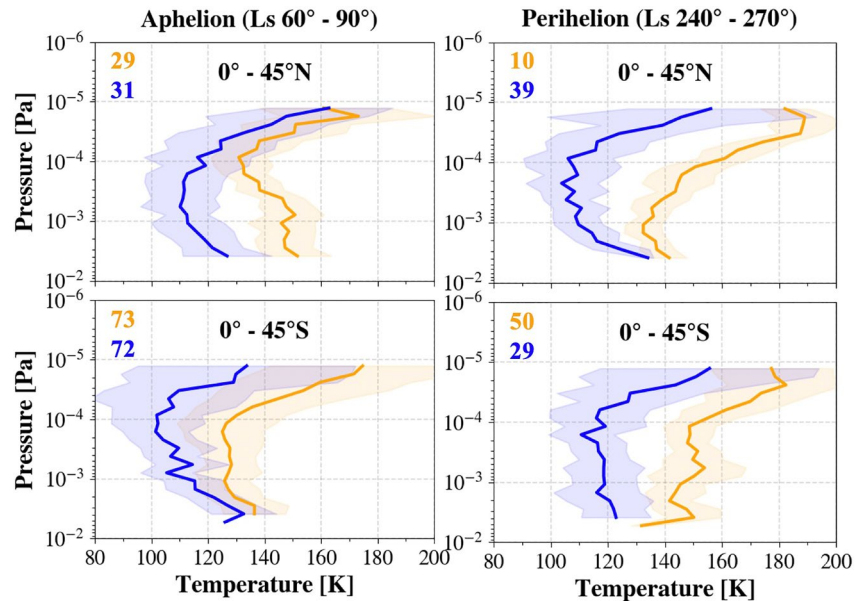 Aphelion (Ls 60° - 90°)
Perihelion (Ls 240° - 270°)
10⁻⁶
29
31
0° - 45°N
10⁻⁵
10⁻⁴
10⁻³
10⁻²
Pressure [Pa]
10⁻⁶
10
39
0° - 45°N
10⁻⁵
10⁻⁴
10⁻³
10⁻²
Pressure [Pa]
10⁻⁶
73
72
0° - 45°S
10⁻⁵
10⁻⁴
10⁻³
10⁻²
Pressure [Pa]
80 100 120 140 160 180 200
Temperature [K]
10⁻⁶
50
29
0° - 45°S
10⁻⁵
10⁻⁴
10⁻³
10⁻²
Pressure [Pa]
80 100 120 140 160 180 200
Temperature [K]